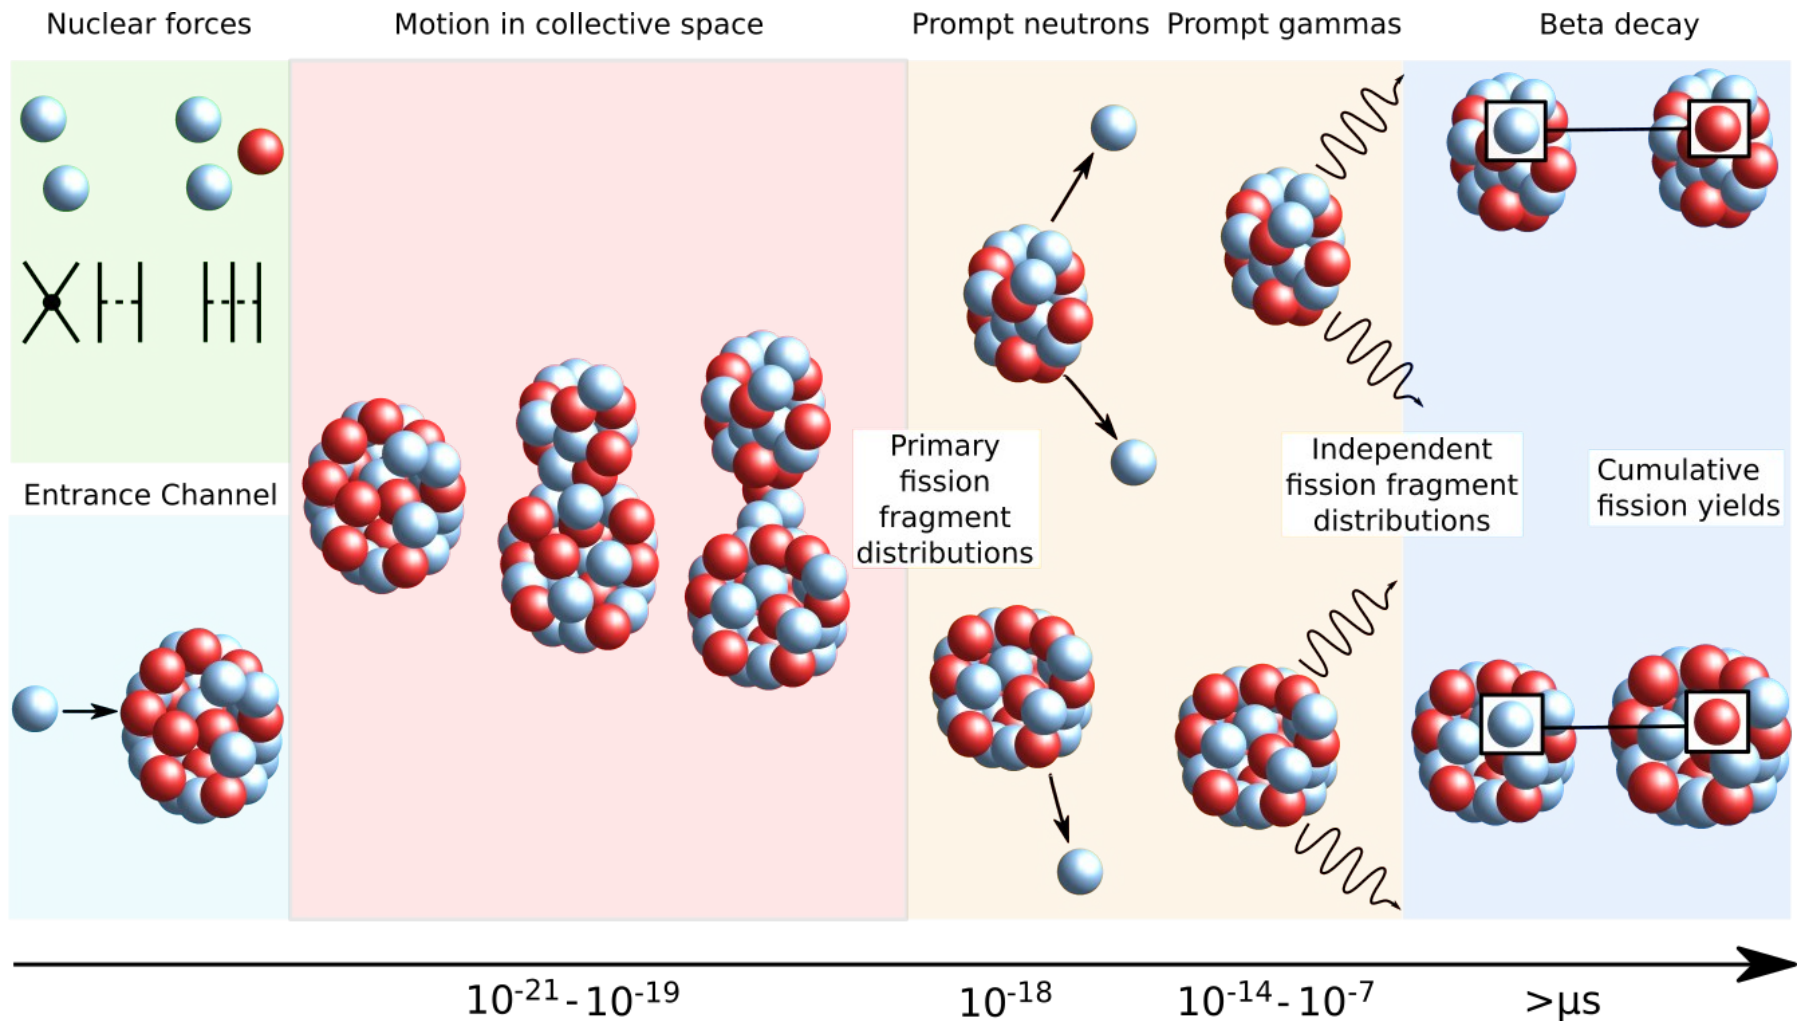 Nuclear forces
Motion in collective space
Prompt neutrons
Prompt gammas
Beta decay
Entrance Channel
Primary
fission
fragment
distributions
Independent
fission fragment
distributions
Cumulative
fission yields
10⁻²¹-10⁻¹⁹
10⁻¹⁸
10⁻¹⁴-10⁻⁷
>μs